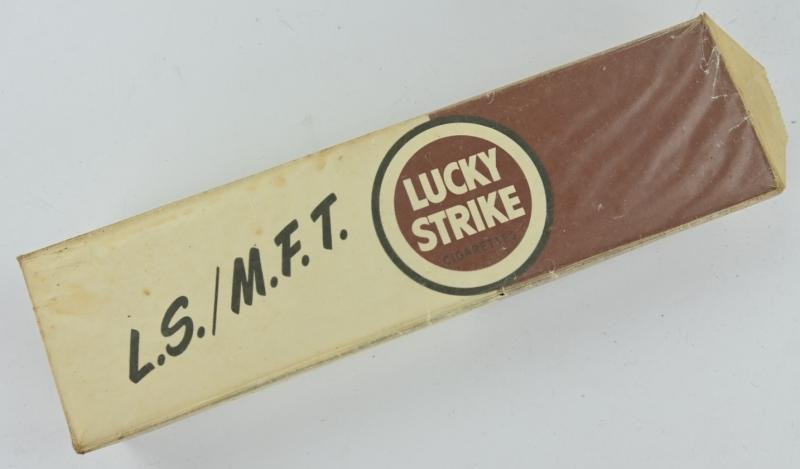 L.S./M.F.T.
LUCKY
STRIKE
CIGARETTES